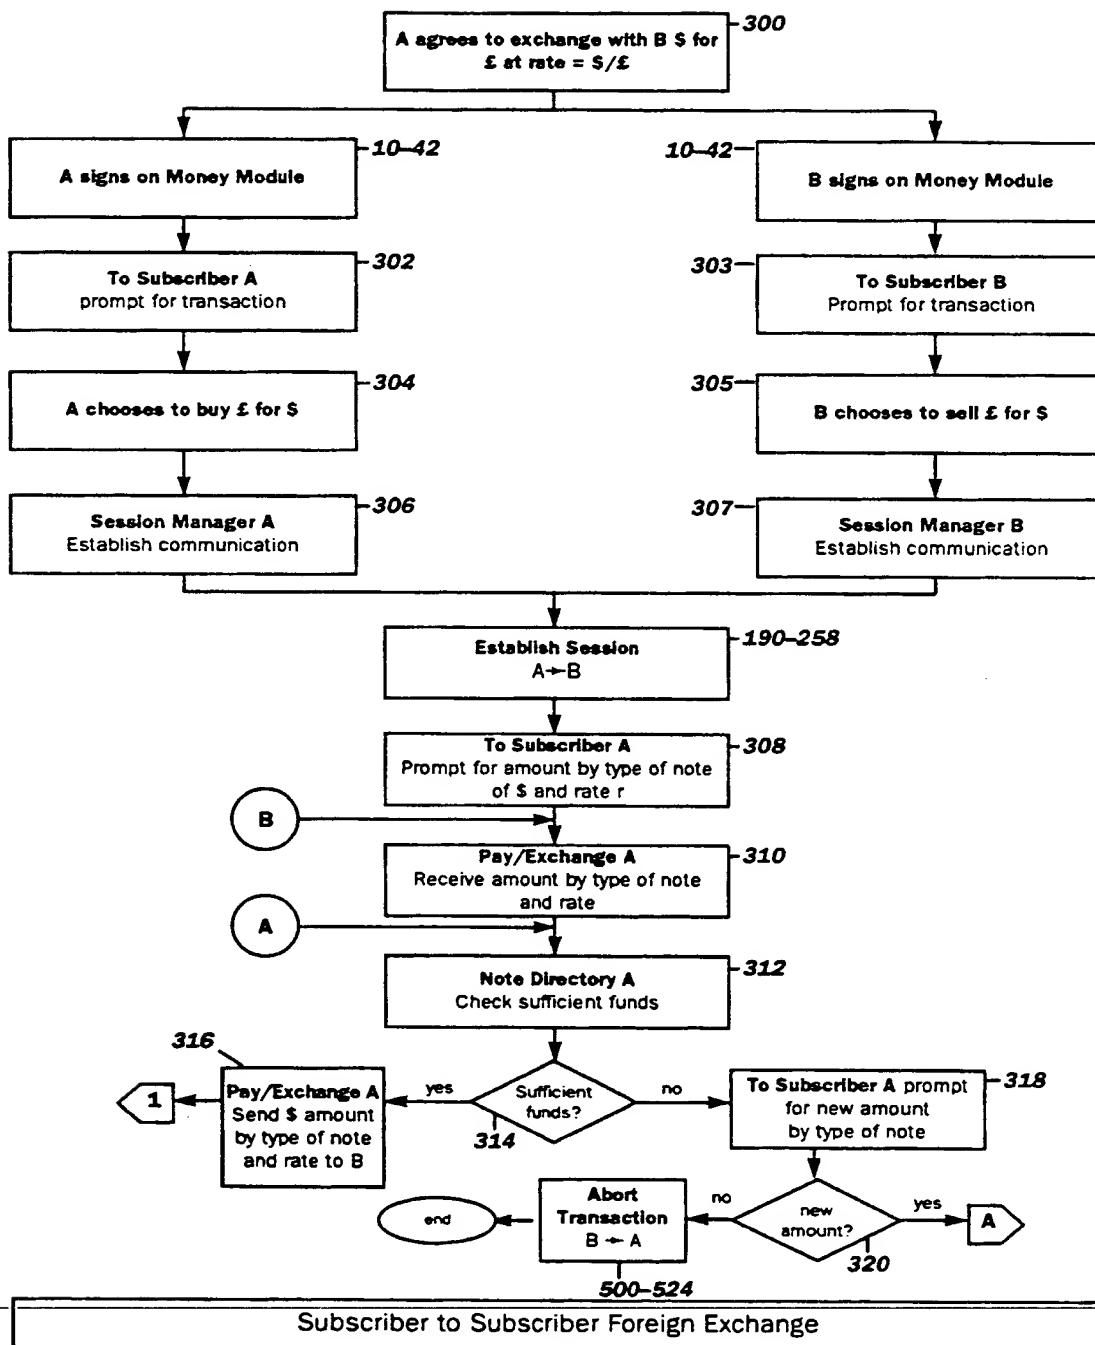 300
A agrees to exchange with B $ for
£ at rate = $/£
10-42
A signs on Money Module
10-42
B signs on Money Module
302
To Subscriber A
prompt for transaction
303
To Subscriber B
Prompt for transaction
304
A chooses to buy £ for $
305
B chooses to sell £ for $
306
Session Manager A
Establish communication
307
Session Manager B
Establish communication
190-258
Establish Session
A→B
308
To Subscriber A
Prompt for amount by type of note
of $ and rate r
B
310
Pay/Exchange A
Receive amount by type of note
and rate
A
312
Note Directory A
Check sufficient funds
316
1
Pay/Exchange A
Send $ amount
by type of note
and rate to B
yes
Sufficient
funds?
314
no
318
To Subscriber A prompt
for new amount
by type of note
end
Abort
Transaction
B → A
500-524
no
new
amount?
320
yes
A
Subscriber to Subscriber Foreign Exchange